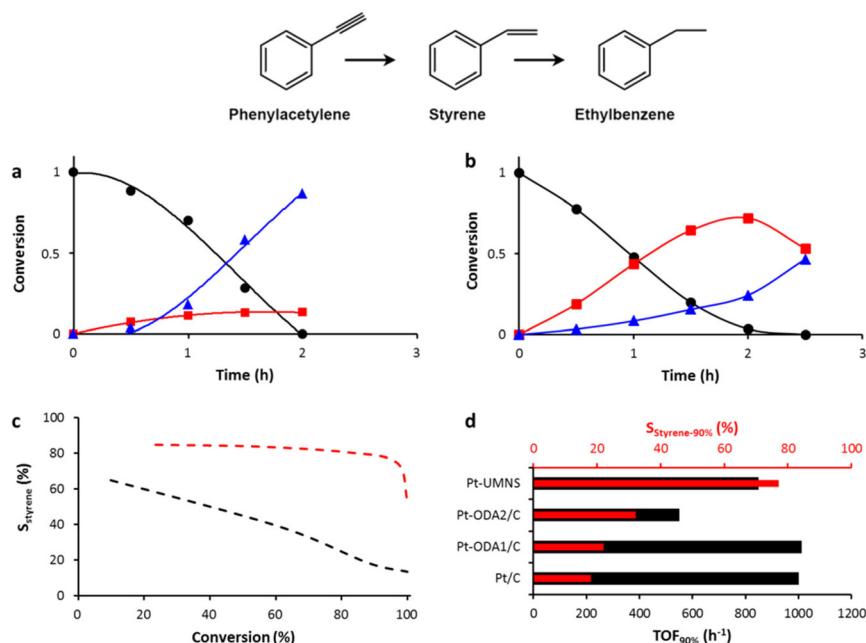 Phenylacetylene Styrene Ethylbenzene
a
1
0.5
0
Conversion
0 1 2 3
Time (h)
b
1
0.5
0
Conversion
0 1 2 3
Time (h)
c
100
80
60
40
20
0
S_styrene (%)
20 40 60 80 100
Conversion (%)
d
S_Styrene-90% (%)
0 20 40 60 80 100
Pt-UMNS
Pt-ODA2/C
Pt-ODA1/C
Pt/C
0 200 400 600 800 1000 1200
TOF_90% (h⁻¹)